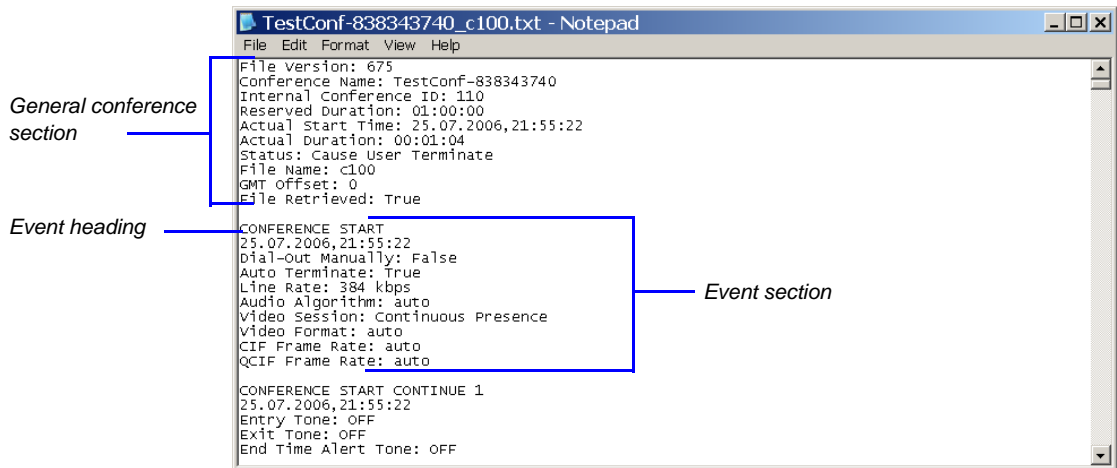 TestConf-838343740_c100.txt - Notepad
File Edit Format View Help
General conference
section
File Version: 675
Conference Name: TestConf-838343740
Internal Conference ID: 110
Reserved Duration: 01:00:00
Actual Start Time: 25.07.2006,21:55:22
Actual Duration: 00:01:04
Status: Cause User Terminate
File Name: c100
GMT Offset: 0
File Retrieved: True
Event heading
CONFERENCE START
25.07.2006,21:55:22
Dial-Out Manually: False
Auto Terminate: True
Line Rate: 384 kbps
Audio Algorithm: auto
Video Session: Continuous Presence
Video Format: auto
CIF Frame Rate: auto
QCIF Frame Rate: auto
Event section
CONFERENCE START CONTINUE 1
25.07.2006,21:55:22
Entry Tone: OFF
Exit Tone: OFF
End Time Alert Tone: OFF